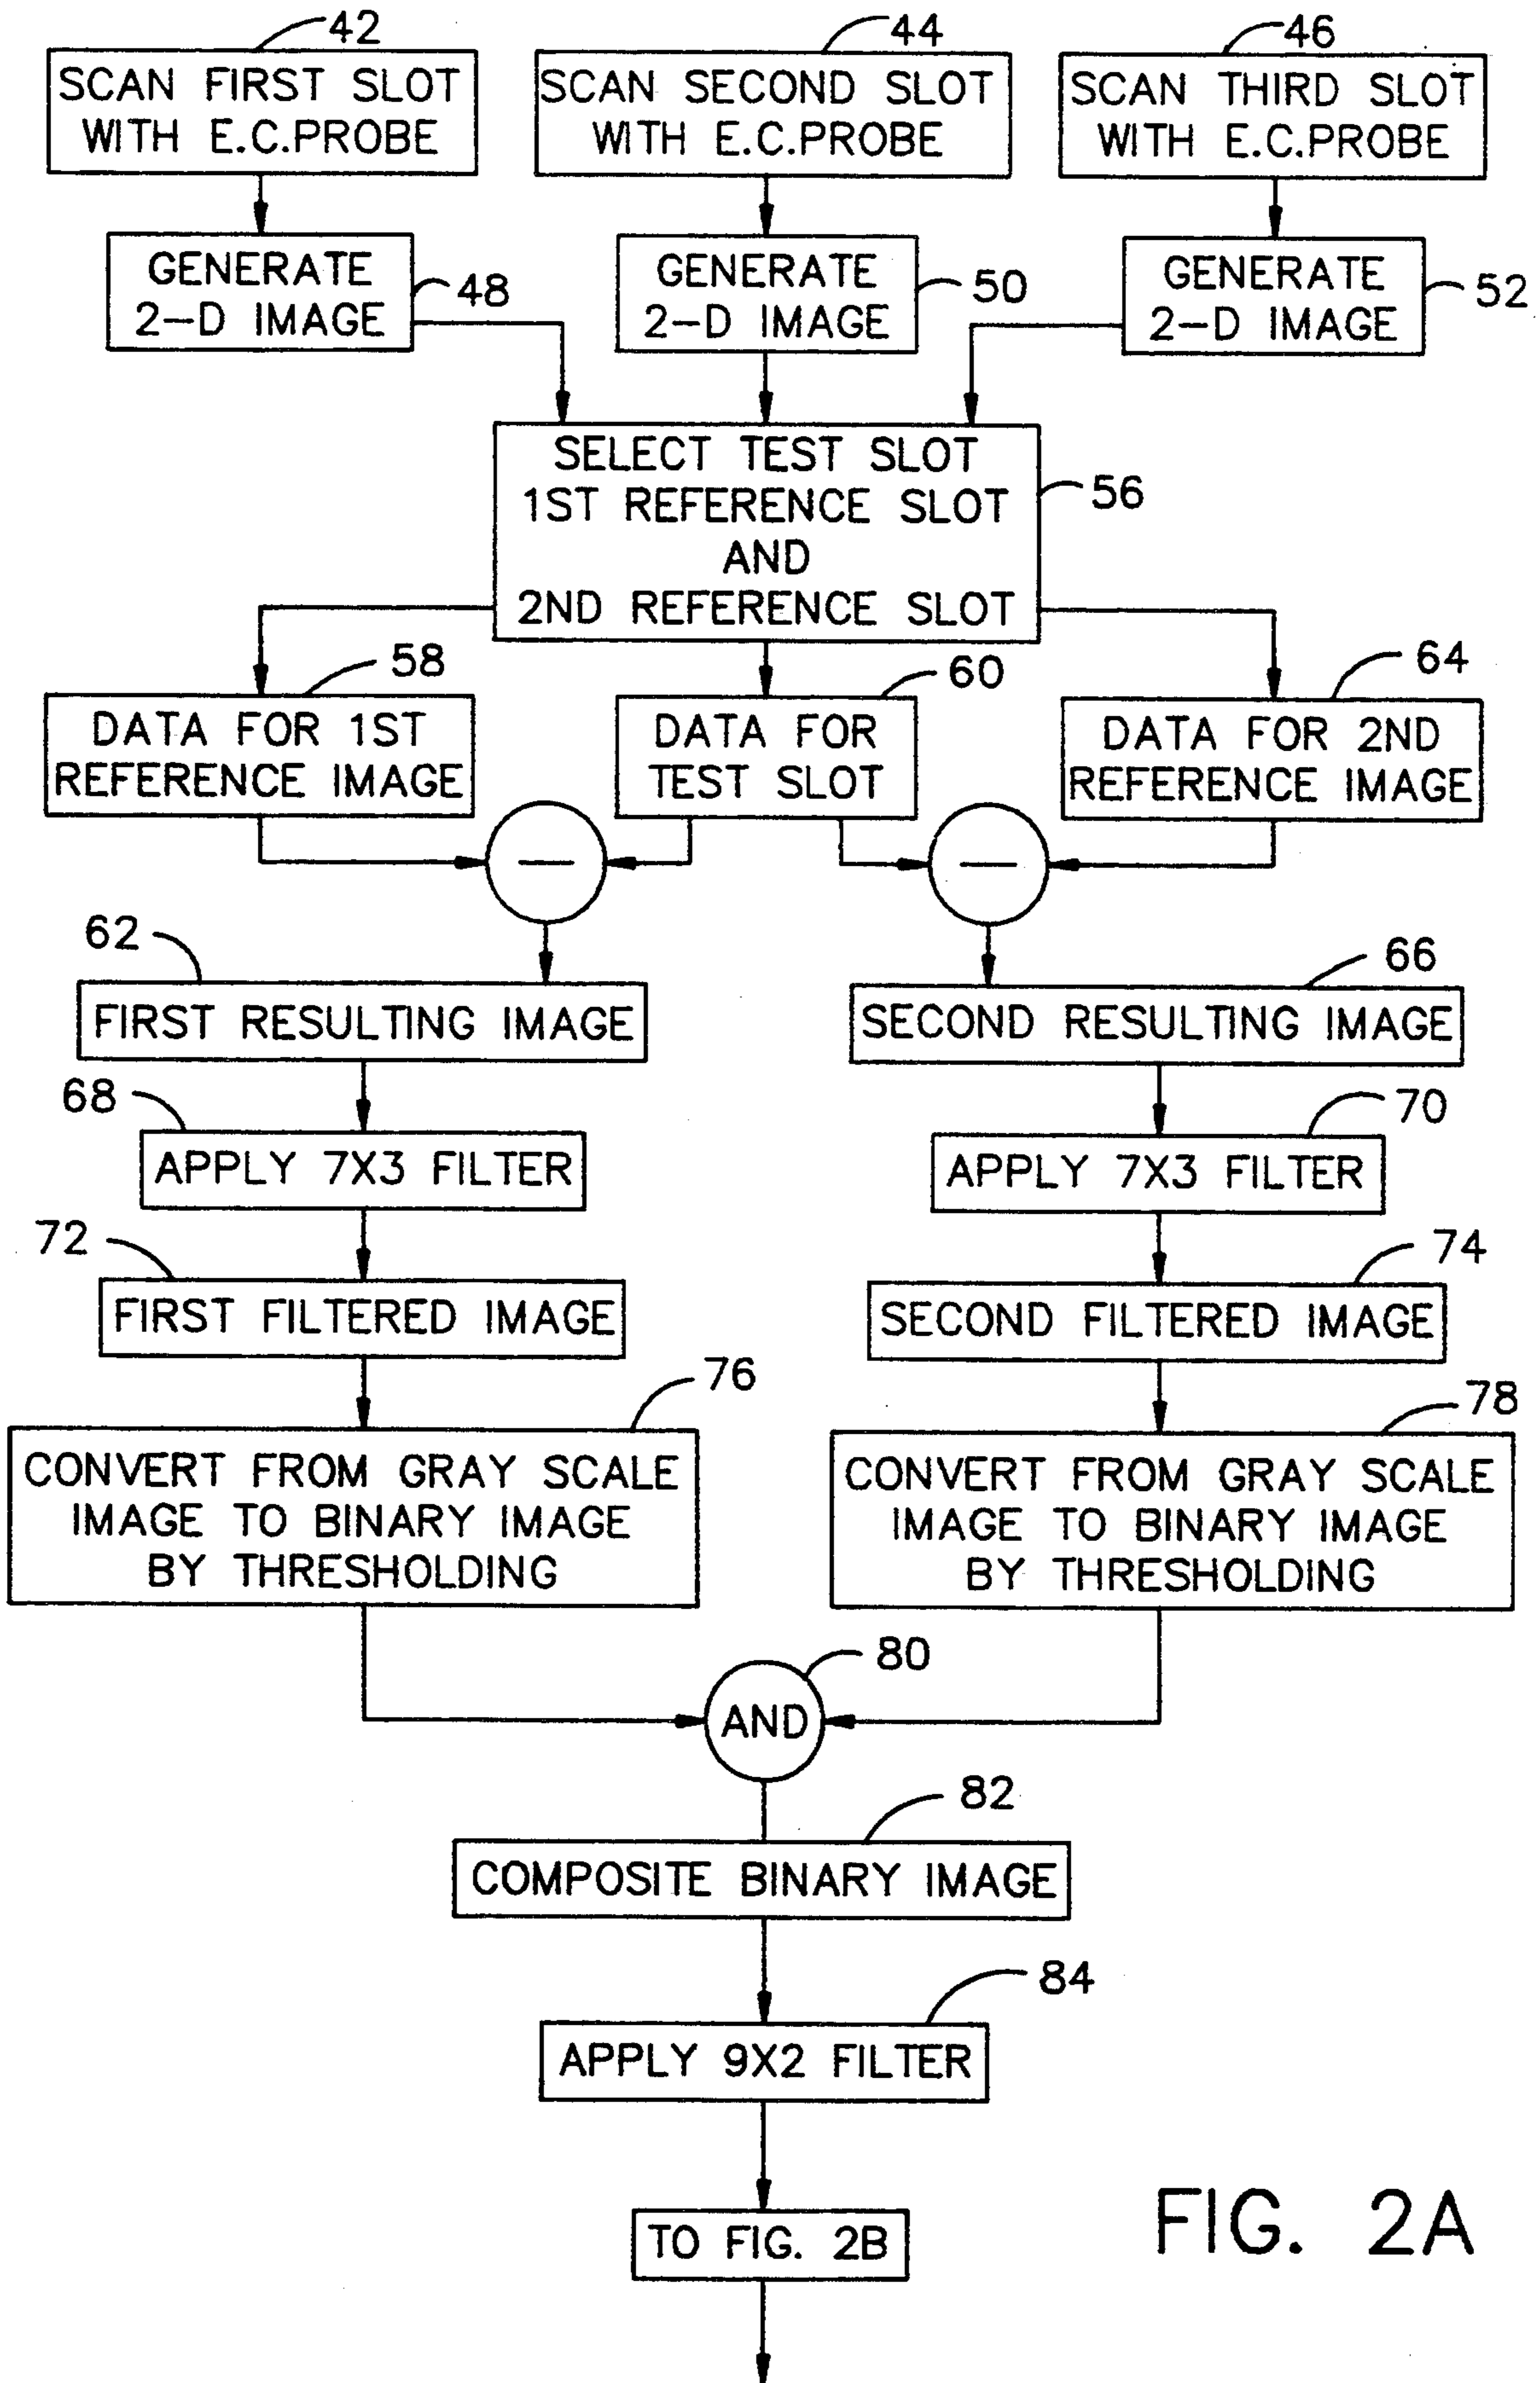 42
44
46
SCAN FIRST SLOT
WITH E.C.PROBE
SCAN SECOND SLOT
WITH E.C.PROBE
SCAN THIRD SLOT
WITH E.C.PROBE
GENERATE
2-D IMAGE
48
GENERATE
2-D IMAGE
50
GENERATE
2-D IMAGE
52
SELECT TEST SLOT
1ST REFERENCE SLOT
AND
2ND REFERENCE SLOT
56
58
60
64
DATA FOR 1ST
REFERENCE IMAGE
DATA FOR
TEST SLOT
DATA FOR 2ND
REFERENCE IMAGE
—
—
62
66
FIRST RESULTING IMAGE
SECOND RESULTING IMAGE
68
70
APPLY 7X3 FILTER
APPLY 7X3 FILTER
72
74
FIRST FILTERED IMAGE
SECOND FILTERED IMAGE
76
78
CONVERT FROM GRAY SCALE
IMAGE TO BINARY IMAGE
BY THRESHOLDING
CONVERT FROM GRAY SCALE
IMAGE TO BINARY IMAGE
BY THRESHOLDING
80
AND
82
COMPOSITE BINARY IMAGE
84
APPLY 9X2 FILTER
TO FIG. 2B
FIG. 2A